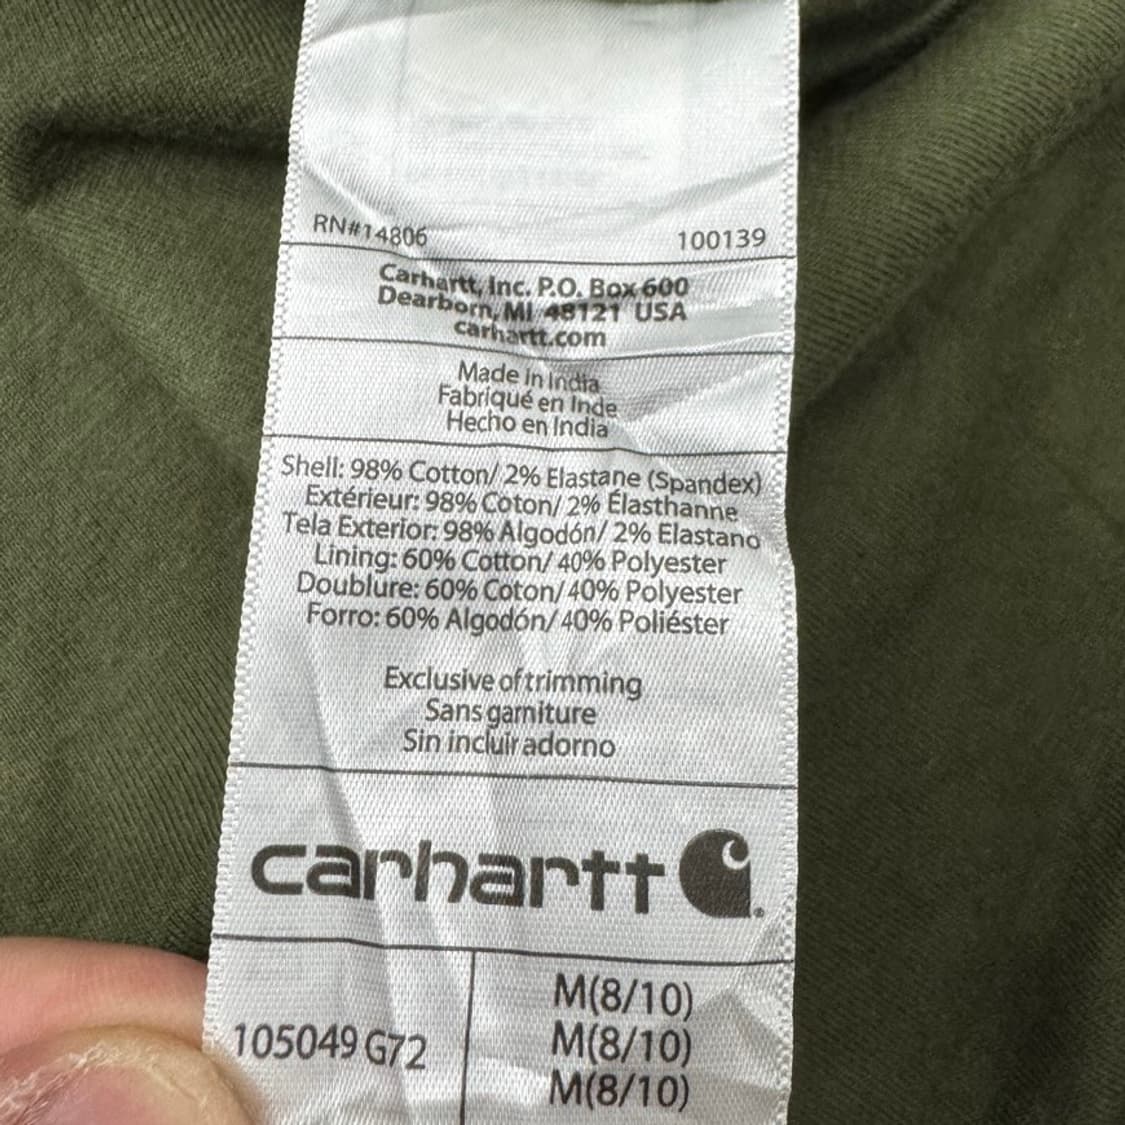 RN#14806 100139
Carhartt, Inc. P.O. Box 600
Dearborn, MI 48121 USA
carhartt.com
Made in India
Fabriqué en Inde
Hecho en India
Shell: 98% Cotton/ 2% Elastane (Spandex)
Extérieur: 98% Coton/ 2% Élasthanne
Tela Exterior: 98% Algodón/ 2% Elastano
Lining: 60% Cotton/ 40% Polyester
Doublure: 60% Coton/ 40% Polyester
Forro: 60% Algodón/ 40% Poliéster
Exclusive of trimming
Sans garniture
Sin incluir adorno
carhartt
105049 G72
M(8/10)
M(8/10)
M(8/10)